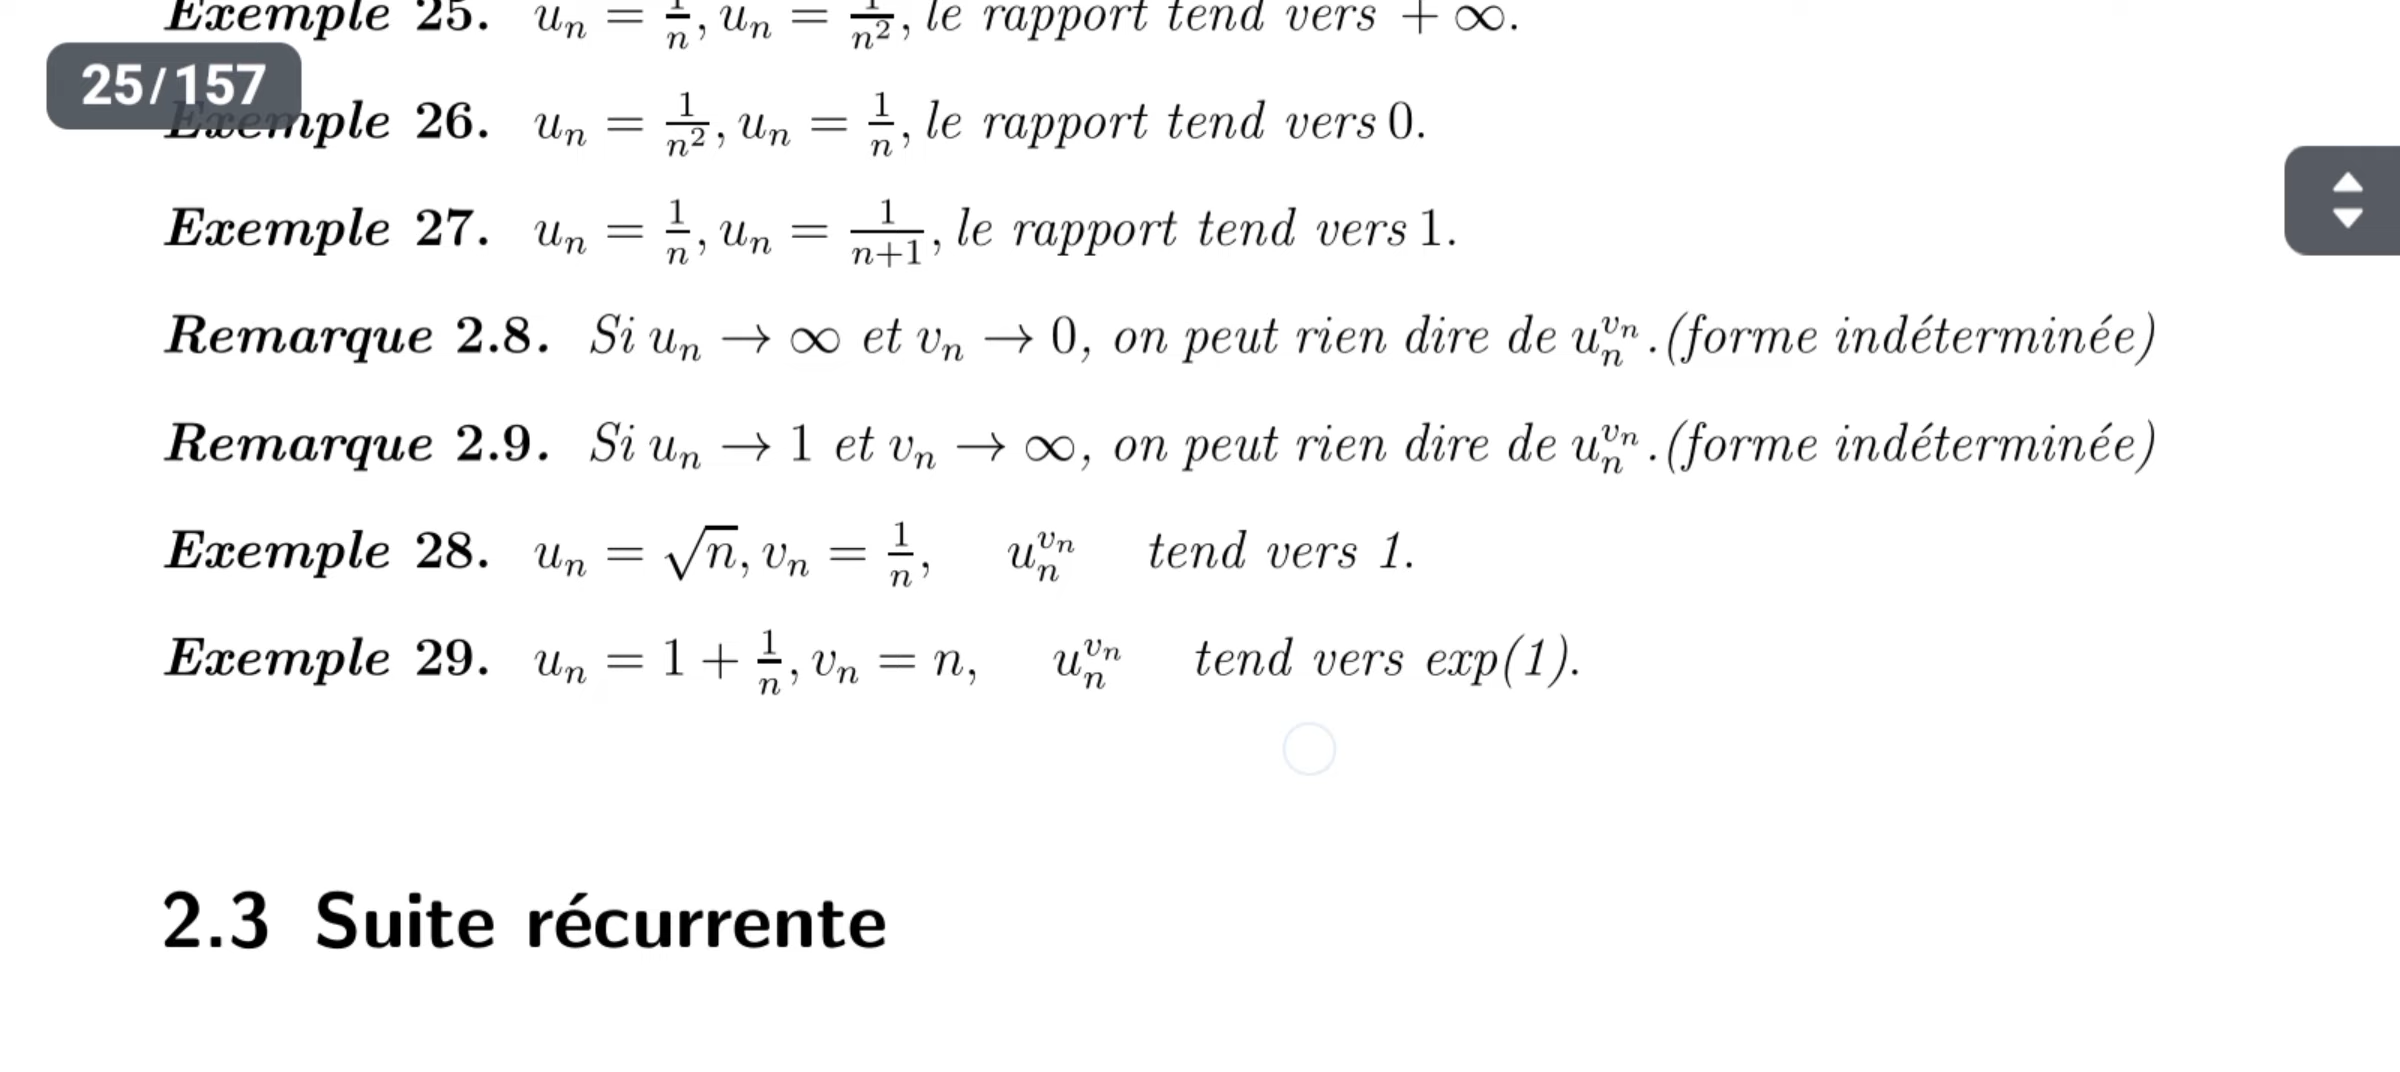 Exemple 25. uₙ = 1/n, uₙ = 1/n², le rapport tend vers + ∞.
25/157
Exemple 26. uₙ = 1/n², uₙ = 1/n, le rapport tend vers 0.
Exemple 27. uₙ = 1/n, uₙ = 1/(n+1), le rapport tend vers 1.
Remarque 2.8. Si uₙ → ∞ et vₙ → 0, on peut rien dire de uₙ^vₙ.(forme indéterminée)
Remarque 2.9. Si uₙ → 1 et vₙ → ∞, on peut rien dire de uₙ^vₙ.(forme indéterminée)
Exemple 28. uₙ = √n, vₙ = 1/n, uₙ^vₙ tend vers 1.
Exemple 29. uₙ = 1 + 1/n, vₙ = n, uₙ^vₙ tend vers exp(1).
2.3 Suite récurrente